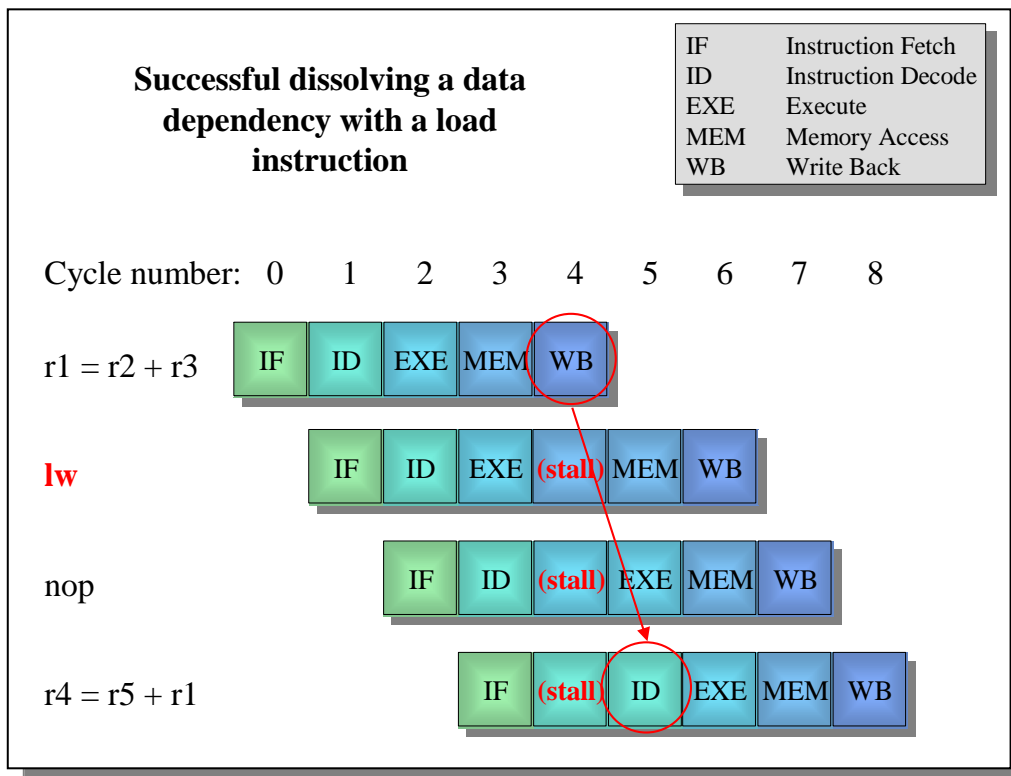 Successful dissolving a data
dependency with a load
instruction
IF Instruction Fetch
ID Instruction Decode
EXE Execute
MEM Memory Access
WB Write Back
Cycle number: 0 1 2 3 4 5 6 7 8
r1 = r2 + r3 IF ID EXE MEM WB
lw IF ID EXE (stall) MEM WB
nop IF ID (stall) EXE MEM WB
r4 = r5 + r1 IF (stall) ID EXE MEM WB